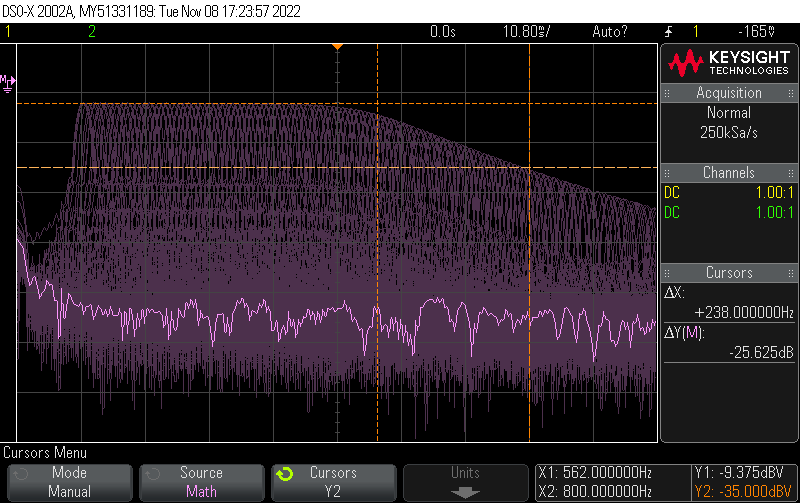 DSO-X 2002A, MY51331189: Tue Nov 08 17:23:57 2022
1 2 0.0s 10.80s/ Auto? 1 -165V
M
KEYSIGHT
TECHNOLOGIES
Acquisition
Normal
250kSa/s
Channels
DC 1.00:1
DC 1.00:1
Cursors
ΔX:
+238.000000Hz
ΔY(M):
-25.625dB
Cursors Menu
Mode
Manual
Source
Math
Cursors
Y2
Units
X1: 562.000000Hz
X2: 800.000000Hz
Y1: -9.375dBV
Y2: -35.000dBV